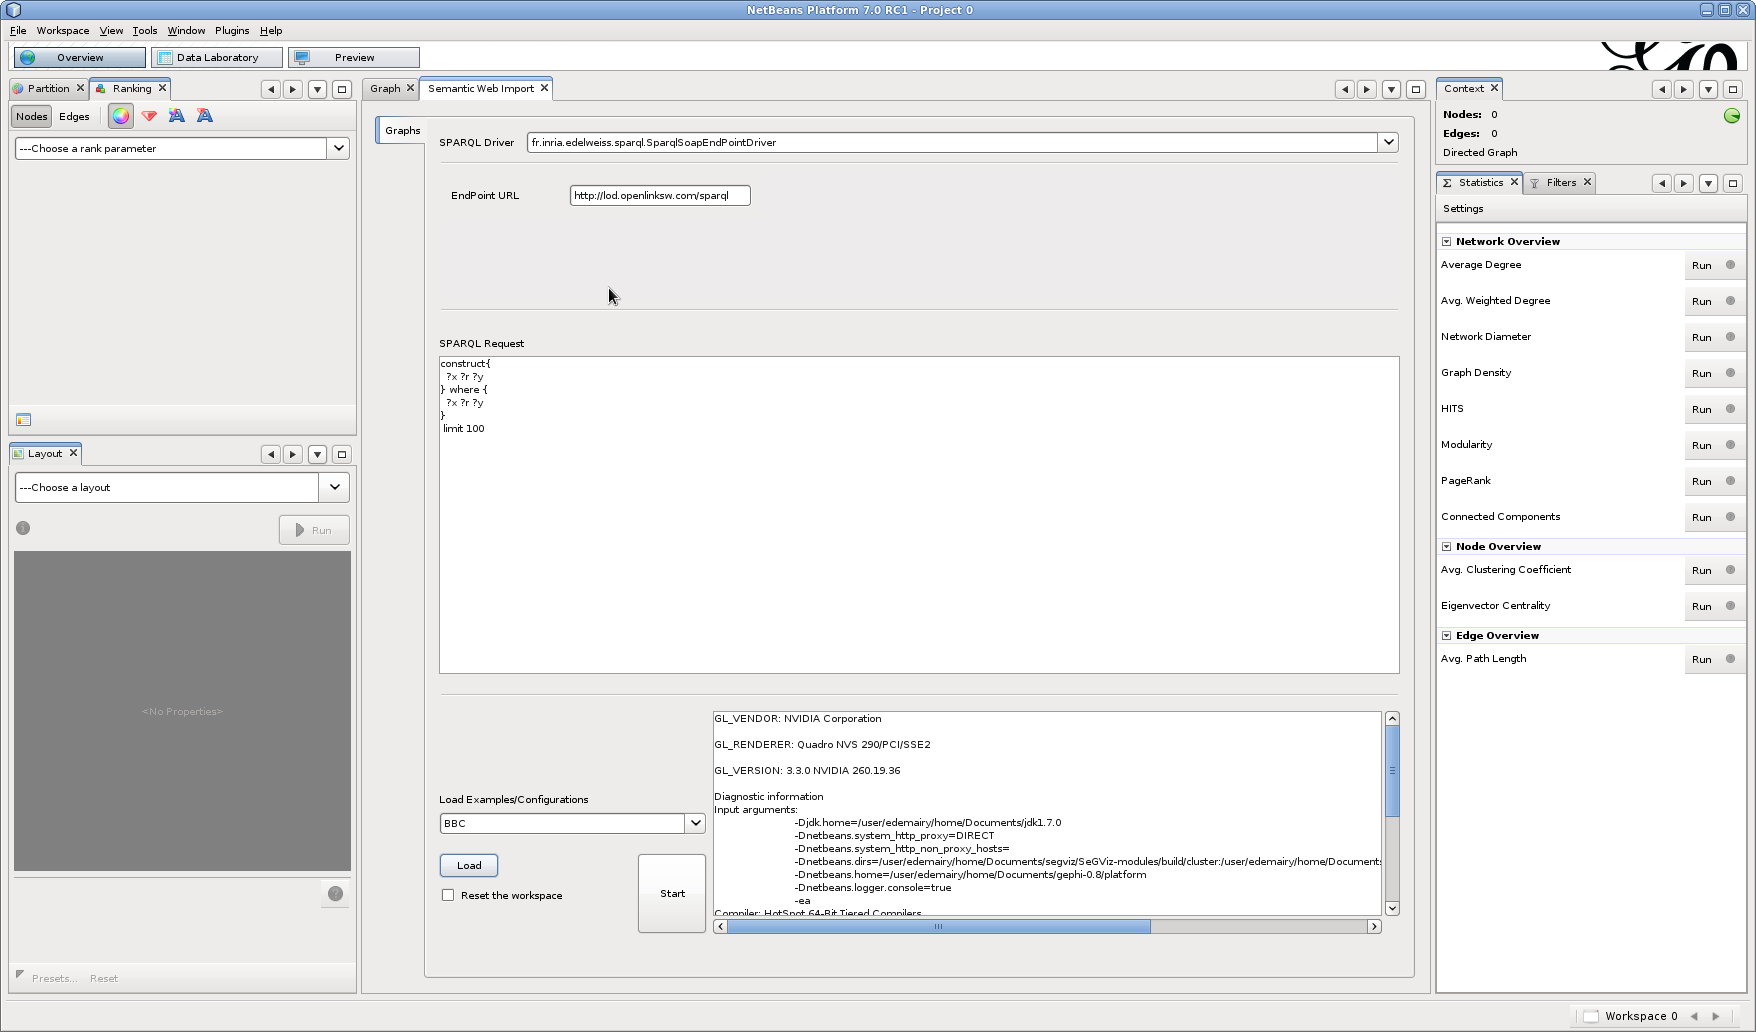 NetBeans Platform 7.0 RC1 - Project 0
File Workspace View Tools Window Plugins Help
Overview Data Laboratory Preview
Partition Ranking
Nodes Edges
---Choose a rank parameter
Layout
---Choose a layout
Run
<No Properties>
Presets... Reset
Graph Semantic Web Import
Graphs
SPARQL Driver fr.inria.edelweiss.sparql.SparqlSoapEndPointDriver
EndPoint URL http://lod.openlinksw.com/sparql
SPARQL Request
construct{
?x ?r ?y
} where {
?x ?r ?y
}
limit 100
Load Examples/Configurations
BBC
Load
Reset the workspace
Start
GL_VENDOR: NVIDIA Corporation
GL_RENDERER: Quadro NVS 290/PCI/SSE2
GL_VERSION: 3.3.0 NVIDIA 260.19.36
Diagnostic information
Input arguments:
-Djdk.home=/user/edemairy/home/Documents/jdk1.7.0
-Dnetbeans.system_http_proxy=DIRECT
-Dnetbeans.system_http_non_proxy_hosts=
-Dnetbeans.dirs=/user/edemairy/home/Documents/segviz/SeGViz-modules/build/cluster:/user/edemairy/home/Documents
-Dnetbeans.home=/user/edemairy/home/Documents/gephi-0.8/platform
-Dnetbeans.logger.console=true
-ea
Compiler: HotSpot 64-Bit Tiered Compilers
Context
Nodes: 0
Edges: 0
Directed Graph
Statistics Filters
Settings
Network Overview
Average Degree Run
Avg. Weighted Degree Run
Network Diameter Run
Graph Density Run
HITS Run
Modularity Run
PageRank Run
Connected Components Run
Node Overview
Avg. Clustering Coefficient Run
Eigenvector Centrality Run
Edge Overview
Avg. Path Length Run
Workspace 0